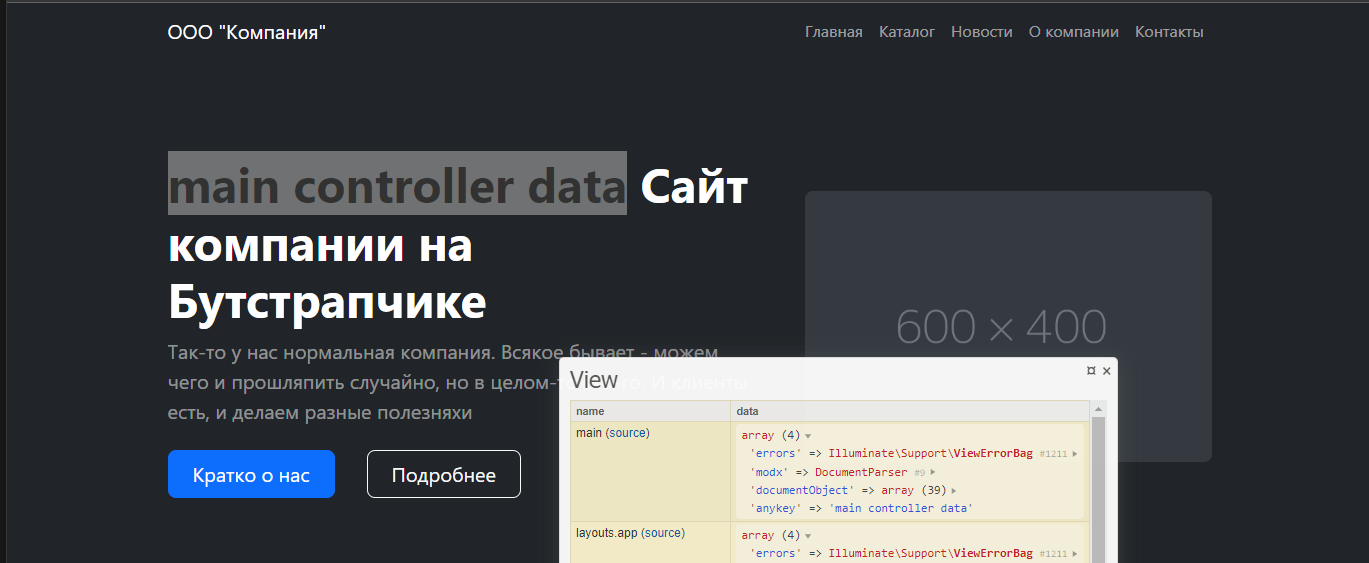 ООО "Компания"
Главная Каталог Новости О компании Контакты
main controller data Сайт
компании на
Бутстрапчике
Так-то у нас нормальная компания. Всякое бывает - можем
чего и прошляпить случайно, но в целом-то И клиенты
есть, и делаем разные полезняхи
Кратко о нас
Подробнее
600 × 400
View
name data
main (source)
array (4)
'errors' => Illuminate\Support\ViewErrorBag #1211
'modx' => DocumentParser #9
'documentObject' => array (39)
'anykey' => 'main controller data'
layouts.app (source)
array (4)
'errors' => Illuminate\Support\ViewErrorBag #1211